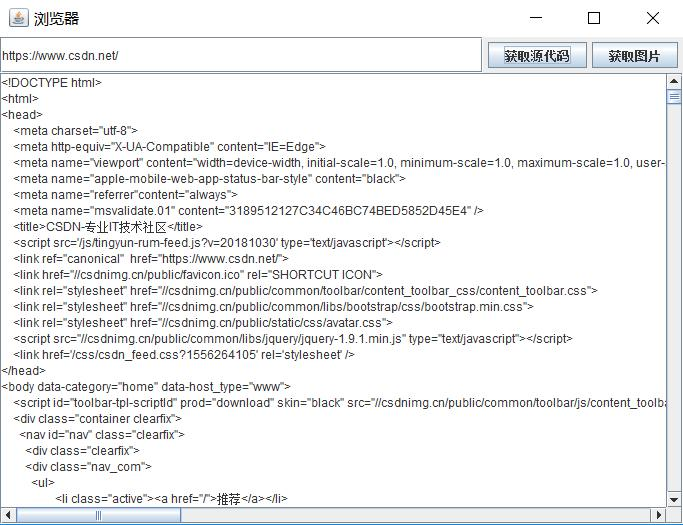 浏览器
https://www.csdn.net/
获取源代码
获取图片
<!DOCTYPE html>
<html>
<head>
<meta charset="utf-8">
<meta http-equiv="X-UA-Compatible" content="IE=Edge">
<meta name="viewport" content="width=device-width, initial-scale=1.0, minimum-scale=1.0, maximum-scale=1.0, user-
<meta name="apple-mobile-web-app-status-bar-style" content="black">
<meta name="referrer"content="always">
<meta name="msvalidate.01" content="3189512127C34C46BC74BED5852D45E4" />
<title>CSDN-专业IT技术社区</title>
<script src='/js/tingyun-rum-feed.js?v=20181030' type='text/javascript'></script>
<link ref="canonical"  href="https://www.csdn.net/">
<link href="//csdnimg.cn/public/favicon.ico" rel="SHORTCUT ICON">
<link rel="stylesheet" href="//csdnimg.cn/public/common/toolbar/content_toolbar_css/content_toolbar.css">
<link rel="stylesheet" href="//csdnimg.cn/public/common/libs/bootstrap/css/bootstrap.min.css">
<link rel="stylesheet" href="//csdnimg.cn/public/static/css/avatar.css">
<script src="//csdnimg.cn/public/common/libs/jquery/jquery-1.9.1.min.js" type="text/javascript"></script>
<link href='/css/csdn_feed.css?1556264105' rel='stylesheet' />
</head>
<body data-category="home" data-host_type="www">
<script id="toolbar-tpl-scriptId" prod="download" skin="black" src="//csdnimg.cn/public/common/toolbar/js/content_toolba
<div class="container clearfix">
<nav id="nav" class="clearfix">
<div class="clearfix">
<div class="nav_com">
<ul>
<li class="active"><a href="/">推荐</a></li>